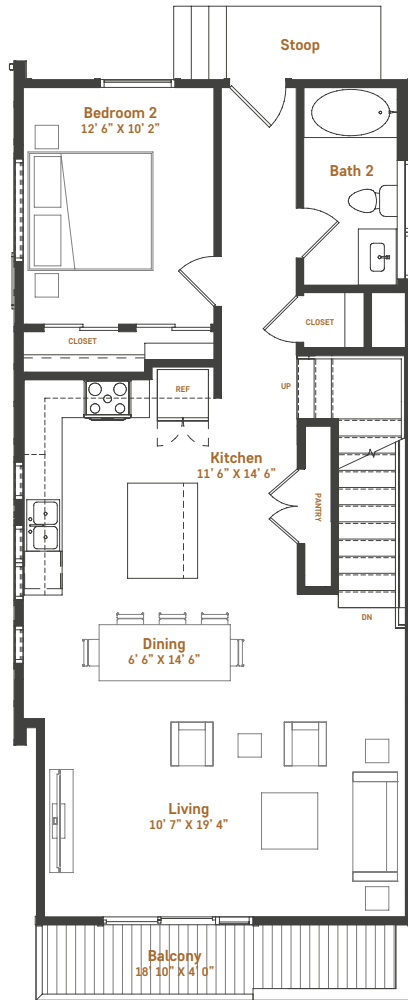 Stoop
Bedroom 2
12’ 6” X 10’ 2”
Bath 2
CLOSET
CLOSET
REF
UP
Kitchen
11’ 6” X 14’ 6”
PANTRY
DN
Dining
6’ 6” X 14’ 6”
Living
10’ 7” X 19’ 4”
Balcony
18’ 10” X 4’ 0”